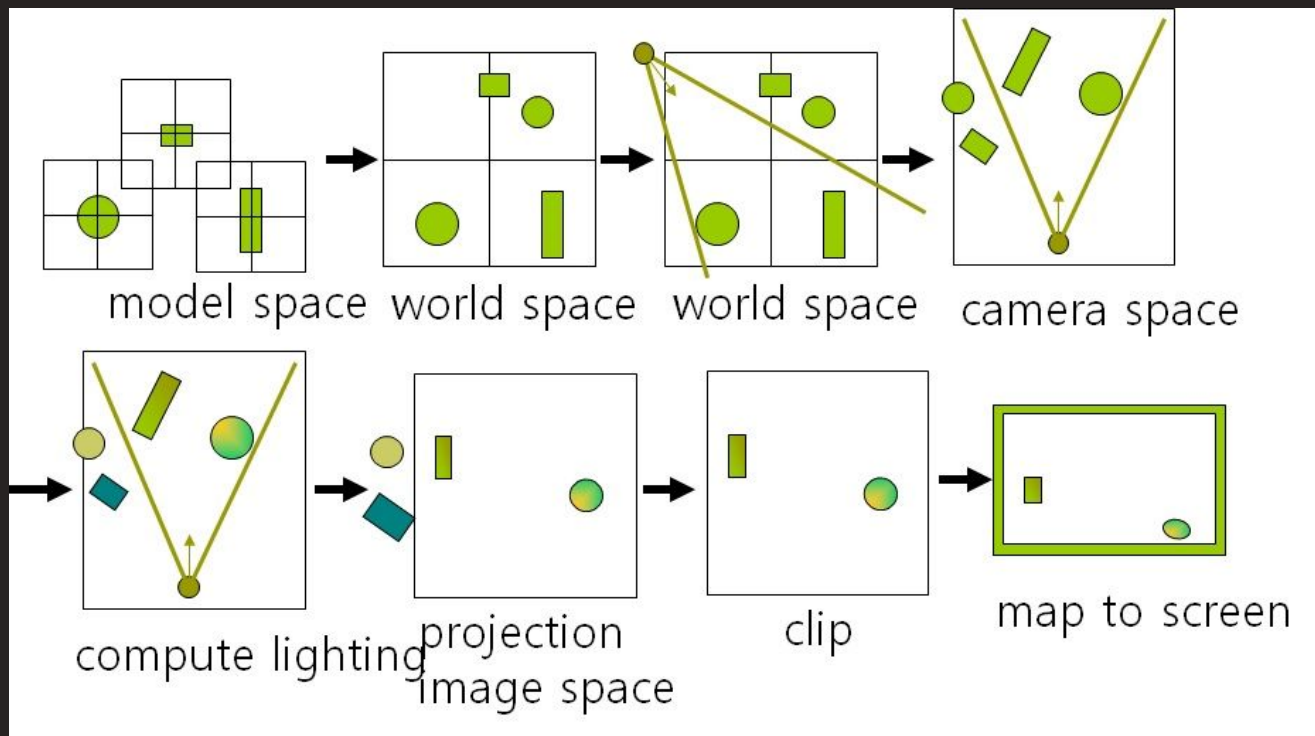 model space
world space
world space
camera space
compute lighting
projection
image space
clip
map to screen